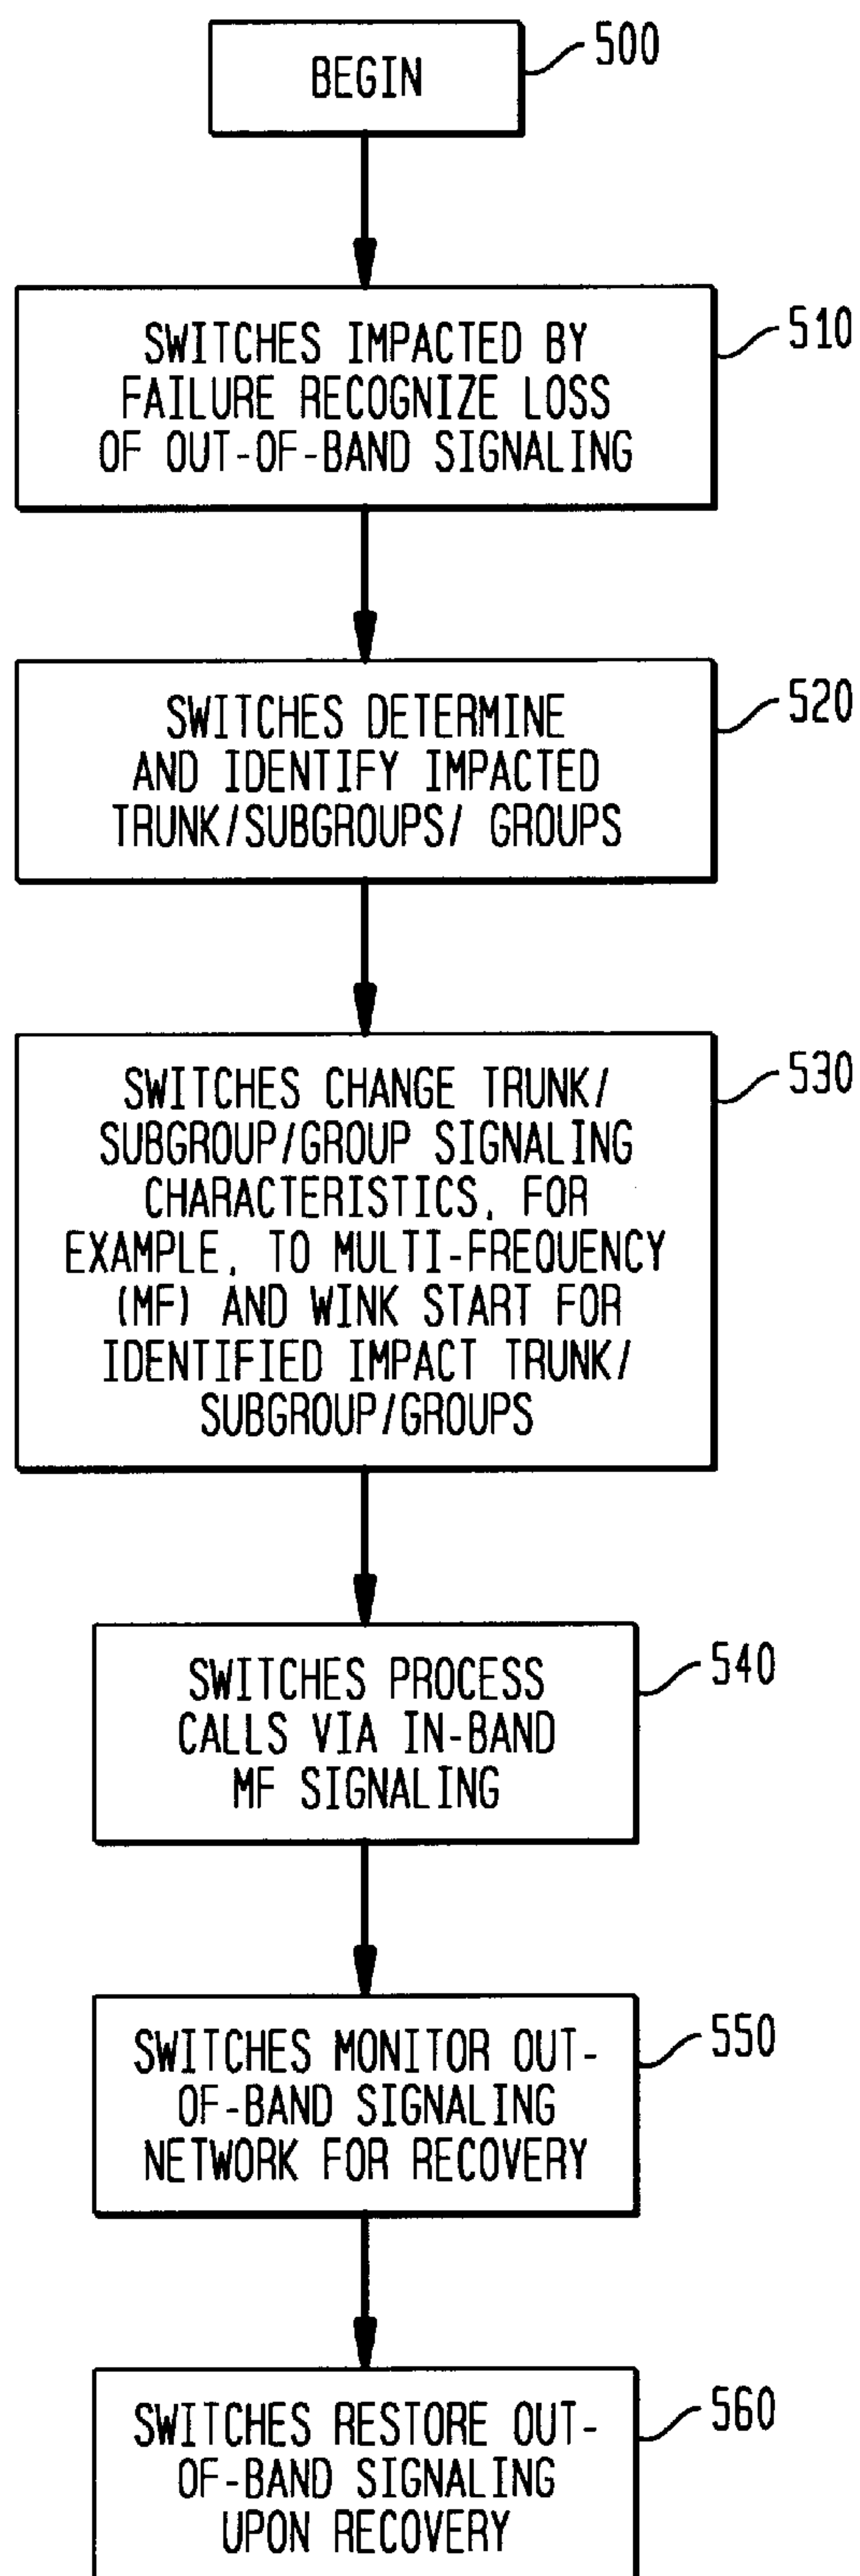 BEGIN
500
SWITCHES IMPACTED BY
FAILURE RECOGNIZE LOSS
OF OUT-OF-BAND SIGNALING
510
SWITCHES DETERMINE
AND IDENTIFY IMPACTED
TRUNK/SUBGROUPS/ GROUPS
520
SWITCHES CHANGE TRUNK/
SUBGROUP/GROUP SIGNALING
CHARACTERISTICS, FOR
EXAMPLE, TO MULTI-FREQUENCY
(MF) AND WINK START FOR
IDENTIFIED IMPACT TRUNK/
SUBGROUP/GROUPS
530
SWITCHES PROCESS
CALLS VIA IN-BAND
MF SIGNALING
540
SWITCHES MONITOR OUT-
OF-BAND SIGNALING
NETWORK FOR RECOVERY
550
SWITCHES RESTORE OUT-
OF-BAND SIGNALING
UPON RECOVERY
560